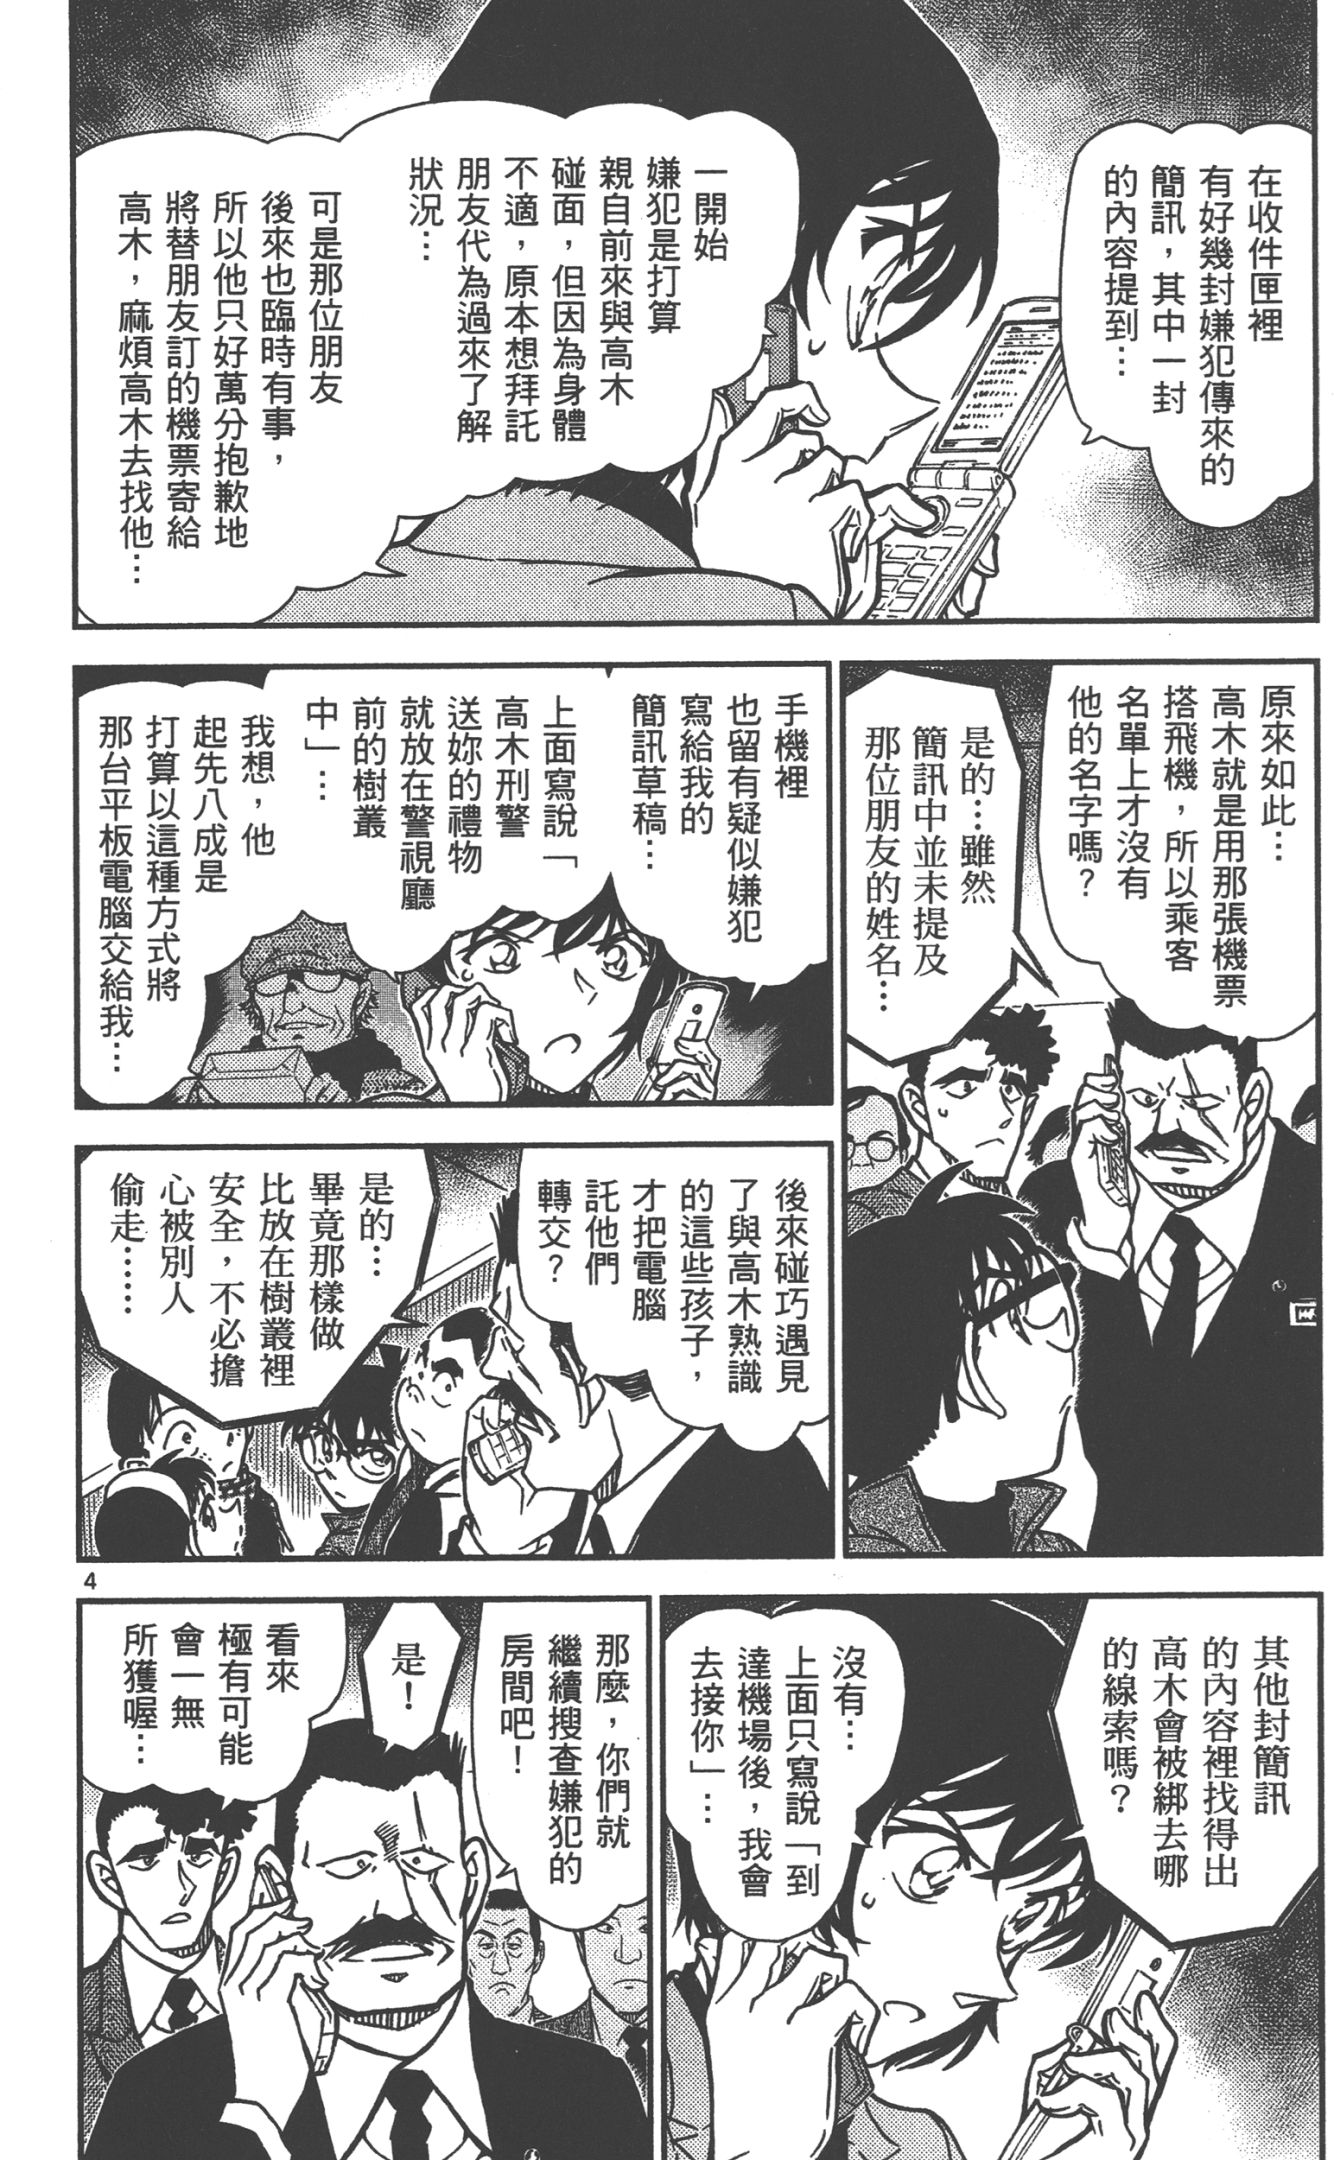 在收件匣裡
有好幾封嫌犯傳來的
簡訊，其中一封
的內容提到…
一開始
嫌犯是打算
親自前來與高木
碰面，但因為身體
不適，原本想拜託
朋友代為過來了解
狀況…
可是那位朋友
後來也臨時有事，
所以他只好萬分抱歉地
將替朋友訂的機票寄給
高木，麻煩高木去找他…
原來如此…
高木就是用那張機票
搭飛機，所以乘客
名單上才沒有
他的名字嗎？
是的…雖然
簡訊中並未提及
那位朋友的姓名…
手機裡
也留有疑似嫌犯
寫給我的
簡訊草稿…
上面寫說「
高木刑警
送妳的禮物
就放在警視廳
前的樹叢
中」…
我想，他
起先八成是
打算以這種方式將
那台平板電腦交給我…
後來碰巧遇見
了與高木熟識
的這些孩子，
才把電腦
託他們
轉交？
是的…
畢竟那樣做
比放在樹叢裡
安全，不必擔
心被別人
偷走……
4
其他封簡訊
的內容裡找得出
高木會被綁去哪
的線索嗎？
沒有…
上面只寫說「到
達機場後，我會
去接你」…
那麼，你們就
繼續搜查嫌犯的
房間吧！
是！
看來
極有可能
會一無
所獲喔…